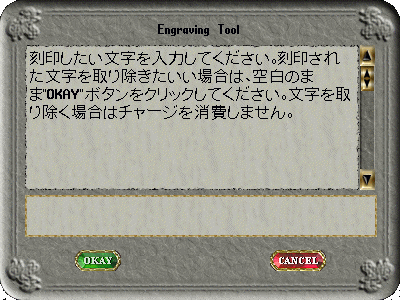 Engraving Tool
刻印したい文字を入力してください。刻印され
た文字を取り除きたいい場合は、空白のま
ま"OKAY"ボタンをクリックしてください。文字を取
り除く場合はチャージを消費しません。
OKAY
CANCEL